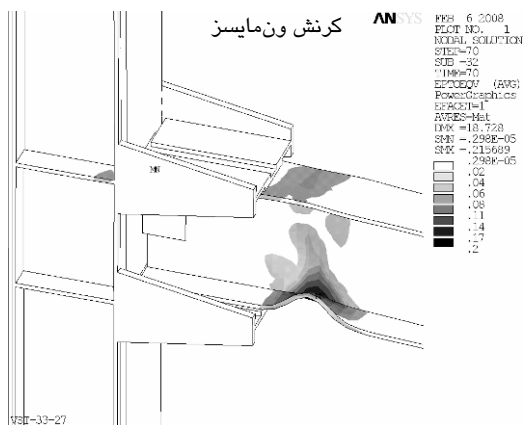 کرنش ون‌مایسز
ANSYS
FEB 6 2008
PLOT NO. 1
NODAL SOLUTION
STEP=70
SUB =32
TIME=70
EPTOEQV (AVG)
PowerGraphics
EFACET=1
AVRES=Mat
DMX =18.728
SMN =.298E-05
SMX =.215689
.298E-05
.02
.04
.06
.08
.11
.14
.17
.2
MN
VST-33-27